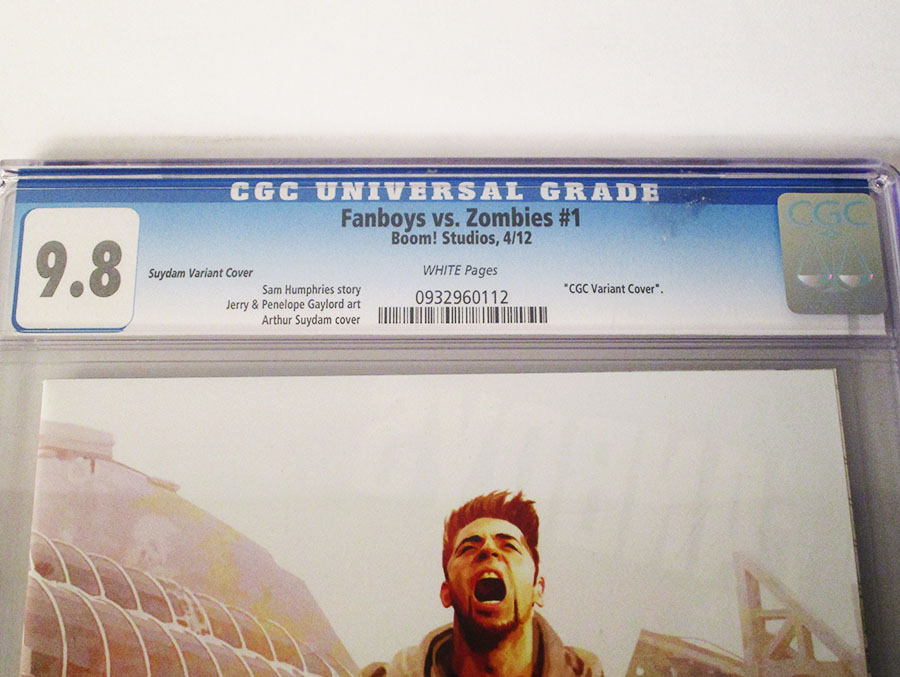 CGC UNIVERSAL GRADE
Fanboys vs. Zombies #1
Boom! Studios, 4/12
9.8
Suydam Variant Cover
WHITE Pages
Sam Humphries story
Jerry & Penelope Gaylord art
Arthur Suydam cover
0932960112
"CGC Variant Cover".
CGC